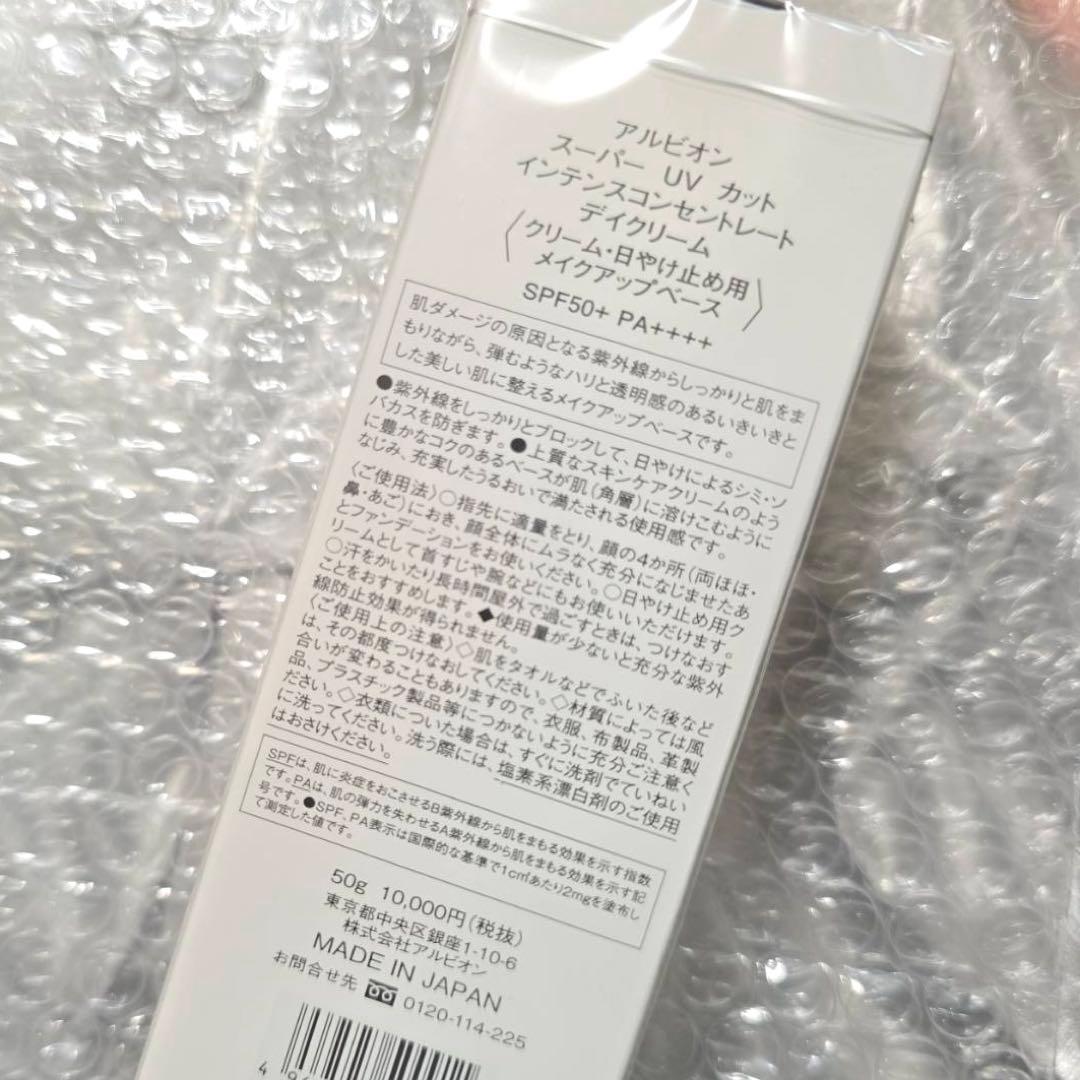 アルビオン
スーパー UV カット
インテンスコンセントレート
デイクリーム
〈クリーム・日やけ止め用
メイクアップベース〉
SPF50+ PA++++
肌ダメージの原因となる紫外線からしっかりと肌をま
もりながら、弾むようなハリと透明感のあるいきいきと
した美しい肌に整えるメイクアップベースです。
●紫外線をしっかりとブロックして、日やけによるシミ・ソ
バカスを防ぎます。●上質なスキンケアクリームのよう
に豊かなコクのあるベースが肌(角層)に溶けこむように
なじみ、充実したうるおいで満たされる使用感です。
〈ご使用法〉○指先に適量をとり、顔の4か所(両ほほ・
鼻・あご)におき、顔全体にムラなく充分になじませたあ
とファンデーションをお使いください。○日やけ止め用ク
リームとして首すじや腕などにもお使いいただけます。
○汗をかいたり長時間屋外で過ごすときは、つけなおす
ことをおすすめします。◆使用量が少ないと充分な紫外
線防止効果が得られません。
〈ご使用上の注意〉◇肌をタオルなどでふいた後など
は、その都度つけなおしてください。◇材質によっては風
合いが変わることもありますので、衣服、布製品、革製
品、プラスチック製品等につかないように充分ご注意く
ださい。◇衣類についた場合は、すぐに洗剤でていねい
に洗ってください。洗う際には、塩素系漂白剤のご使用
はおさけください。
SPFは、肌に炎症をおこさせるB紫外線から肌をまもる効果を示す指数
です。PAは、肌の弾力を失わせるA紫外線から肌をまもる効果を示す記
号です。●SPF、PA表示は国際的な基準で1c㎡あたり2mgを塗布し
て測定した値です。
50g 10,000円(税抜)
東京都中央区銀座1-10-6
株式会社アルビオン
MADE IN JAPAN
お問合せ先 0120-114-225